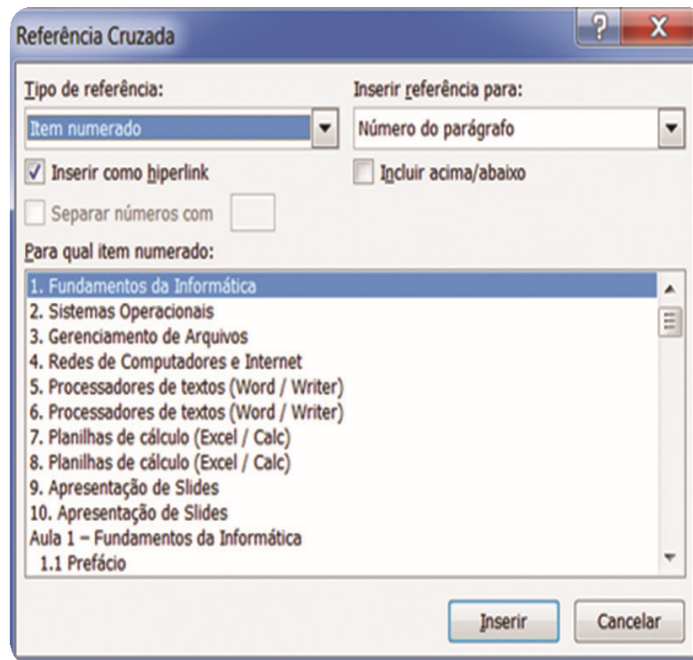 Referência Cruzada
Tipo de referência:
Inserir referência para:
Item numerado
Número do parágrafo
Inserir como hiperlink
Incluir acima/abaixo
Separar números com
Para qual item numerado:
1. Fundamentos da Informática
2. Sistemas Operacionais
3. Gerenciamento de Arquivos
4. Redes de Computadores e Internet
5. Processadores de textos (Word / Writer)
6. Processadores de textos (Word / Writer)
7. Planilhas de cálculo (Excel / Calc)
8. Planilhas de cálculo (Excel / Calc)
9. Apresentação de Slides
10. Apresentação de Slides
Aula 1 – Fundamentos da Informática
1.1 Prefácio
Inserir
Cancelar